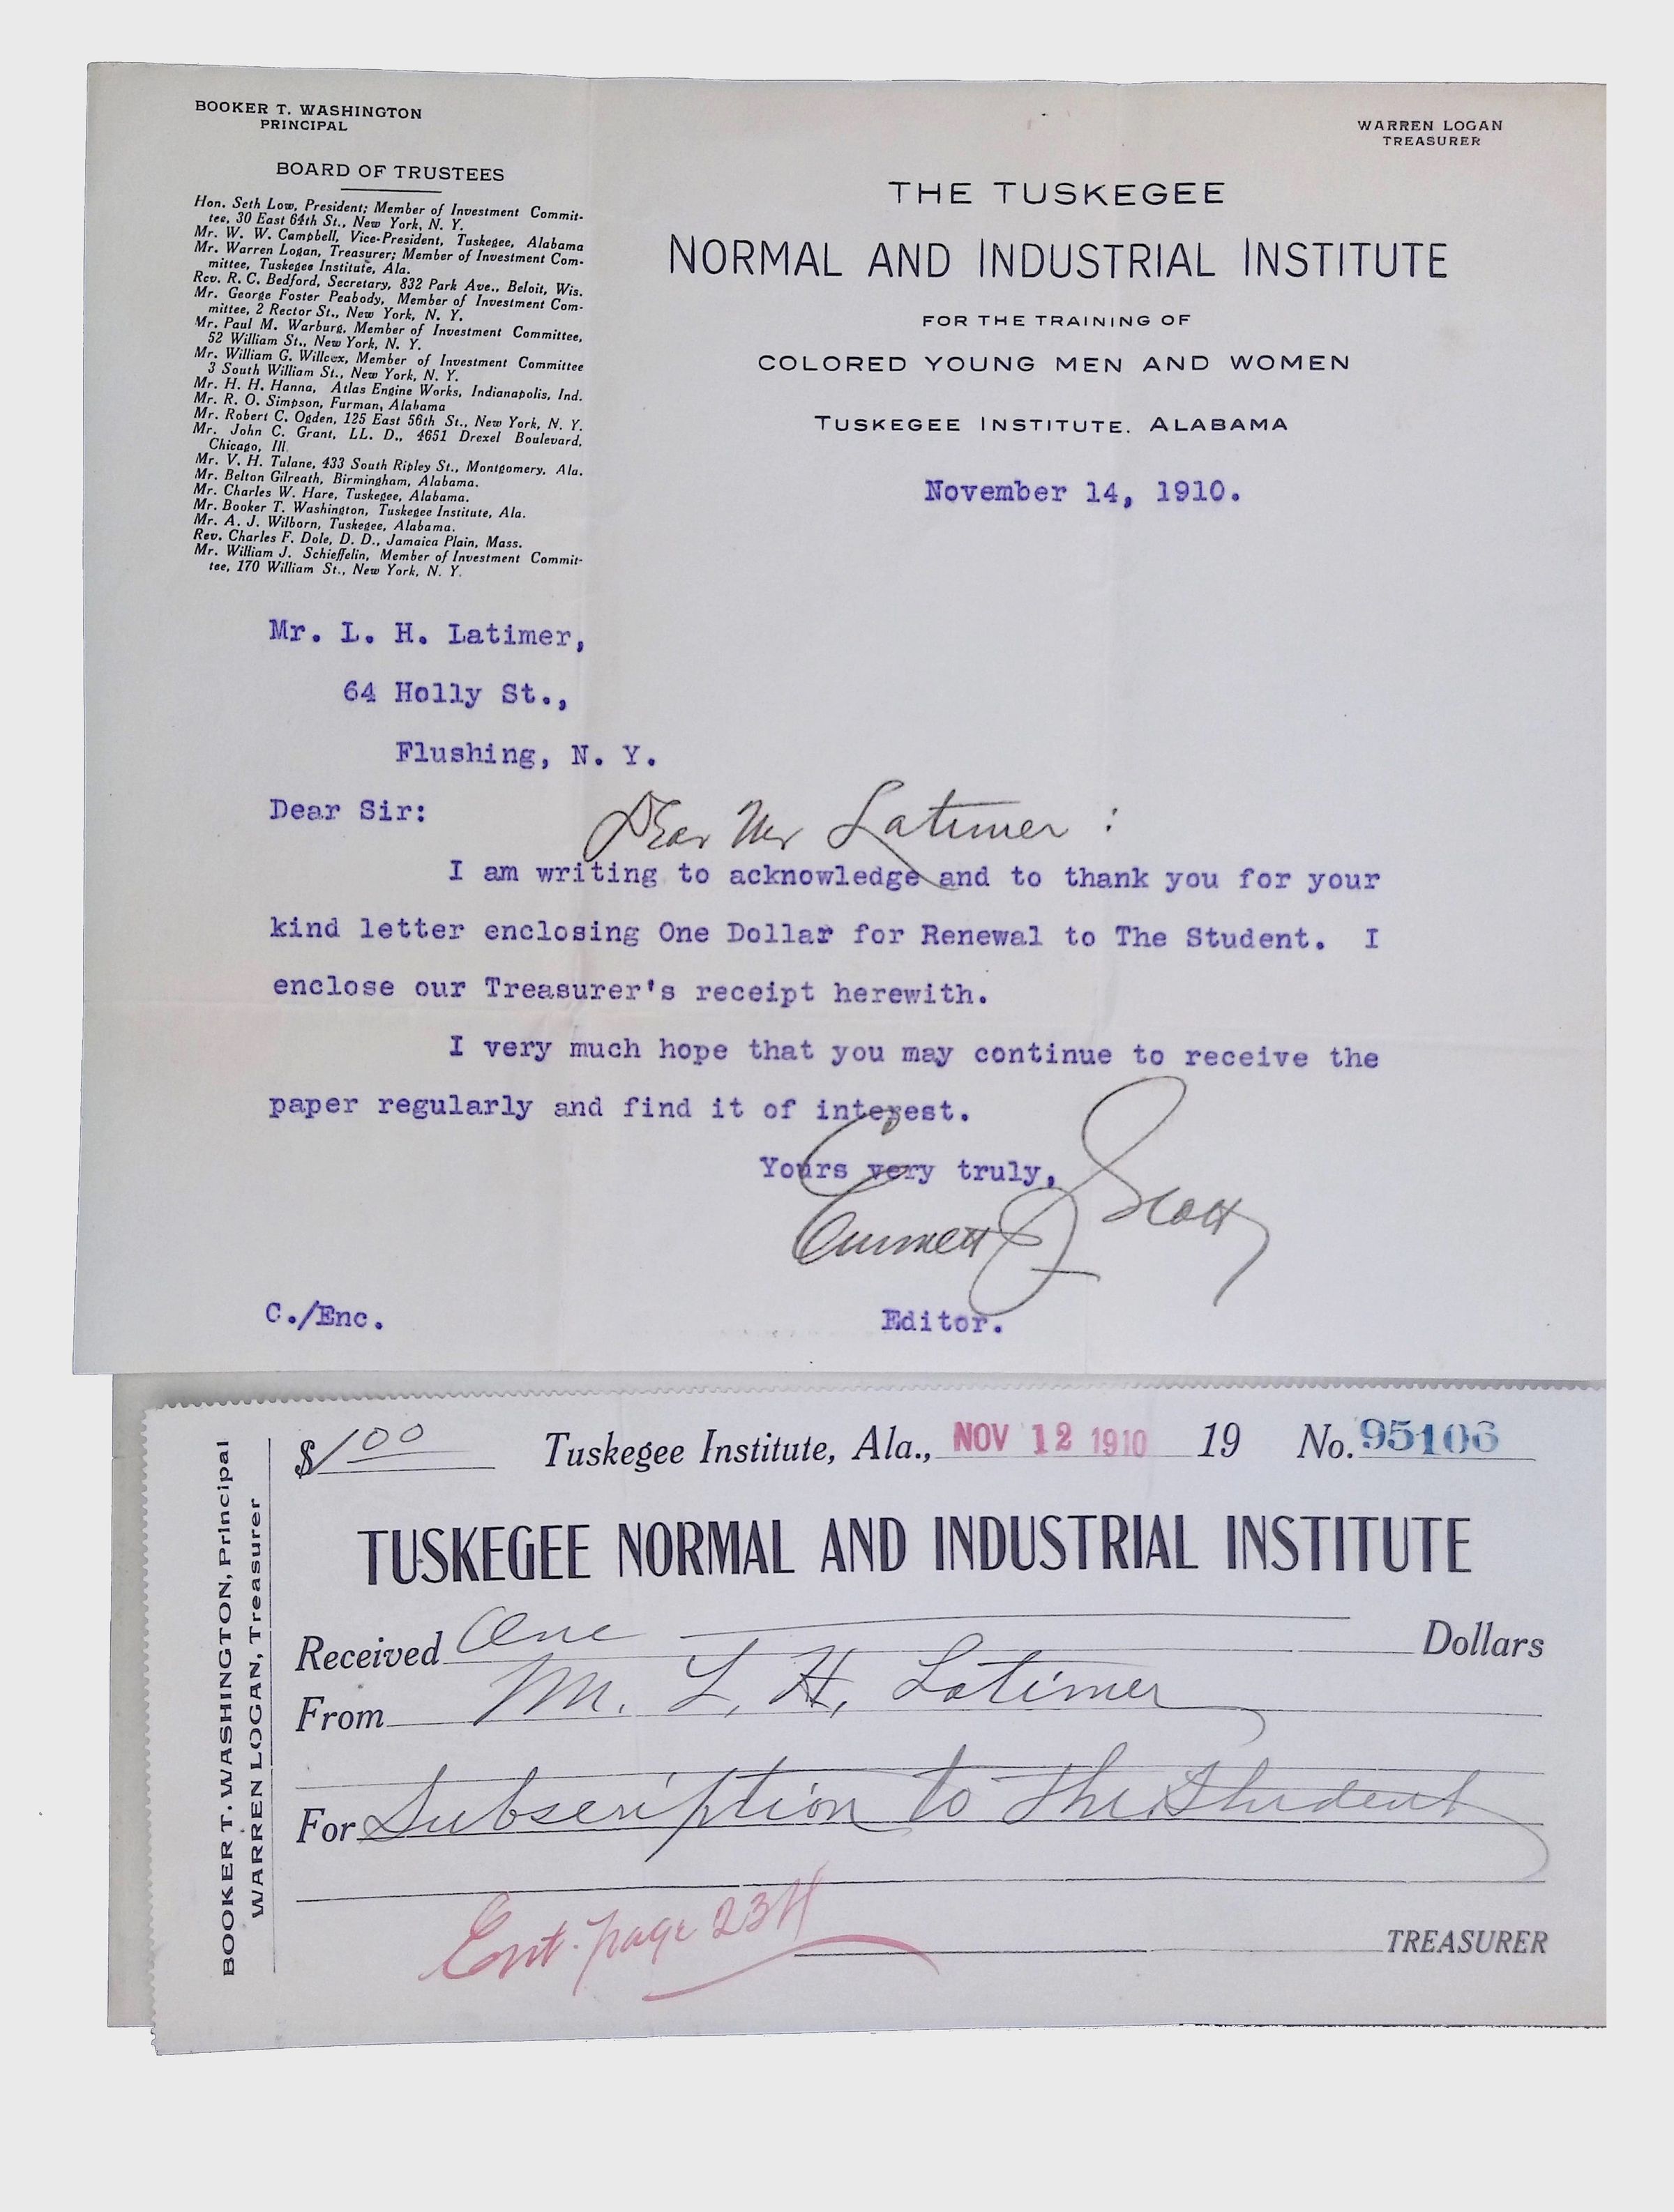 BOOKER T. WASHINGTON
PRINCIPAL
WARREN LOGAN
TREASURER
BOARD OF TRUSTEES
Hon. Seth Low, President; Member of Investment Commit-
tee, 30 East 64th St., New York, N. Y.
Mr. W. W. Campbell, Vice-President, Tuskegee, Alabama
Mr. Warren Logan, Treasurer; Member of Investment Com-
mittee, Tuskegee Institute, Ala.
Rev. R. C. Bedford, Secretary, 832 Park Ave., Beloit, Wis.
Mr. George Foster Peabody, Member of Investment Com-
mittee, 2 Rector St., New York, N. Y.
Mr. Paul M. Warburg, Member of Investment Committee,
52 William St., New York, N. Y.
Mr. William G. Willcox, Member of Investment Committee
3 South William St., New York, N. Y.
Mr. H. H. Hanna, Atlas Engine Works, Indianapolis, Ind.
Mr. R. O. Simpson, Furman, Alabama
Mr. Robert C. Ogden, 125 East 56th St., New York, N. Y.
Mr. John C. Grant, LL. D., 4651 Drexel Boulevard,
Chicago, Ill.
Mr. V. H. Tulane, 433 South Ripley St., Montgomery, Ala.
Mr. Belton Gilreath, Birmingham, Alabama.
Mr. Charles W. Hare, Tuskegee, Alabama.
Mr. Booker T. Washington, Tuskegee Institute, Ala.
Mr. A. J. Wilborn, Tuskegee, Alabama.
Rev. Charles F. Dole, D. D., Jamaica Plain, Mass.
Mr. William J. Schieffelin, Member of Investment Commit-
tee, 170 William St., New York, N. Y.
THE TUSKEGEE
NORMAL AND INDUSTRIAL INSTITUTE
FOR THE TRAINING OF
COLORED YOUNG MEN AND WOMEN
TUSKEGEE INSTITUTE, ALABAMA
November 14, 1910.
Mr. L. H. Latimer,
64 Holly St.,
Flushing, N. Y.
Dear Sir:
Dear Mr Latimer :
I am writing to acknowledge and to thank you for your
kind letter enclosing One Dollar for Renewal to The Student. I
enclose our Treasurer's receipt herewith.
I very much hope that you may continue to receive the
paper regularly and find it of interest.
Yours very truly,
Emmett J Scott
C./Enc.
Editor.
BOOKER T. WASHINGTON, Principal
WARREN LOGAN, Treasurer
$1 00 Tuskegee Institute, Ala., NOV 12 1910 19 No. 95106
TUSKEGEE NORMAL AND INDUSTRIAL INSTITUTE
Received One Dollars
From Mr. L. H. Latimer
For Subscription to the Student
Ent. page 234
TREASURER